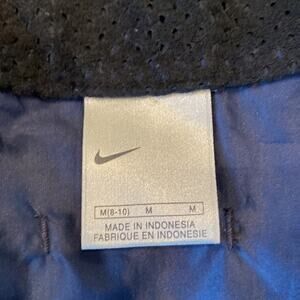 M(8-10) M M
MADE IN INDONESIA
FABRIQUE EN INDONESIE